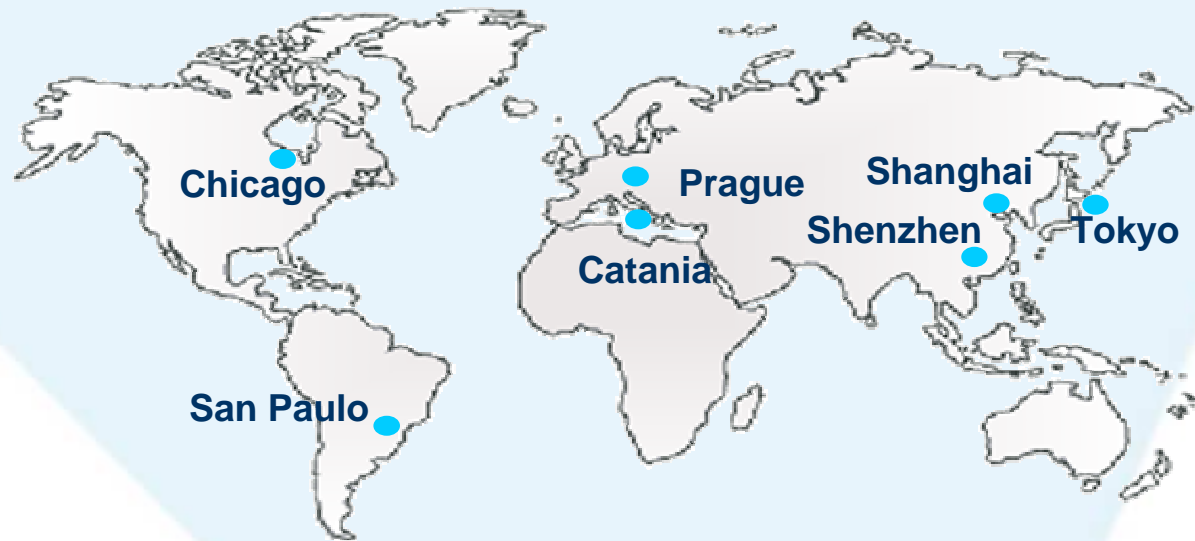 Chicago
Prague
Shanghai
Shenzhen
Tokyo
Catania
San Paulo